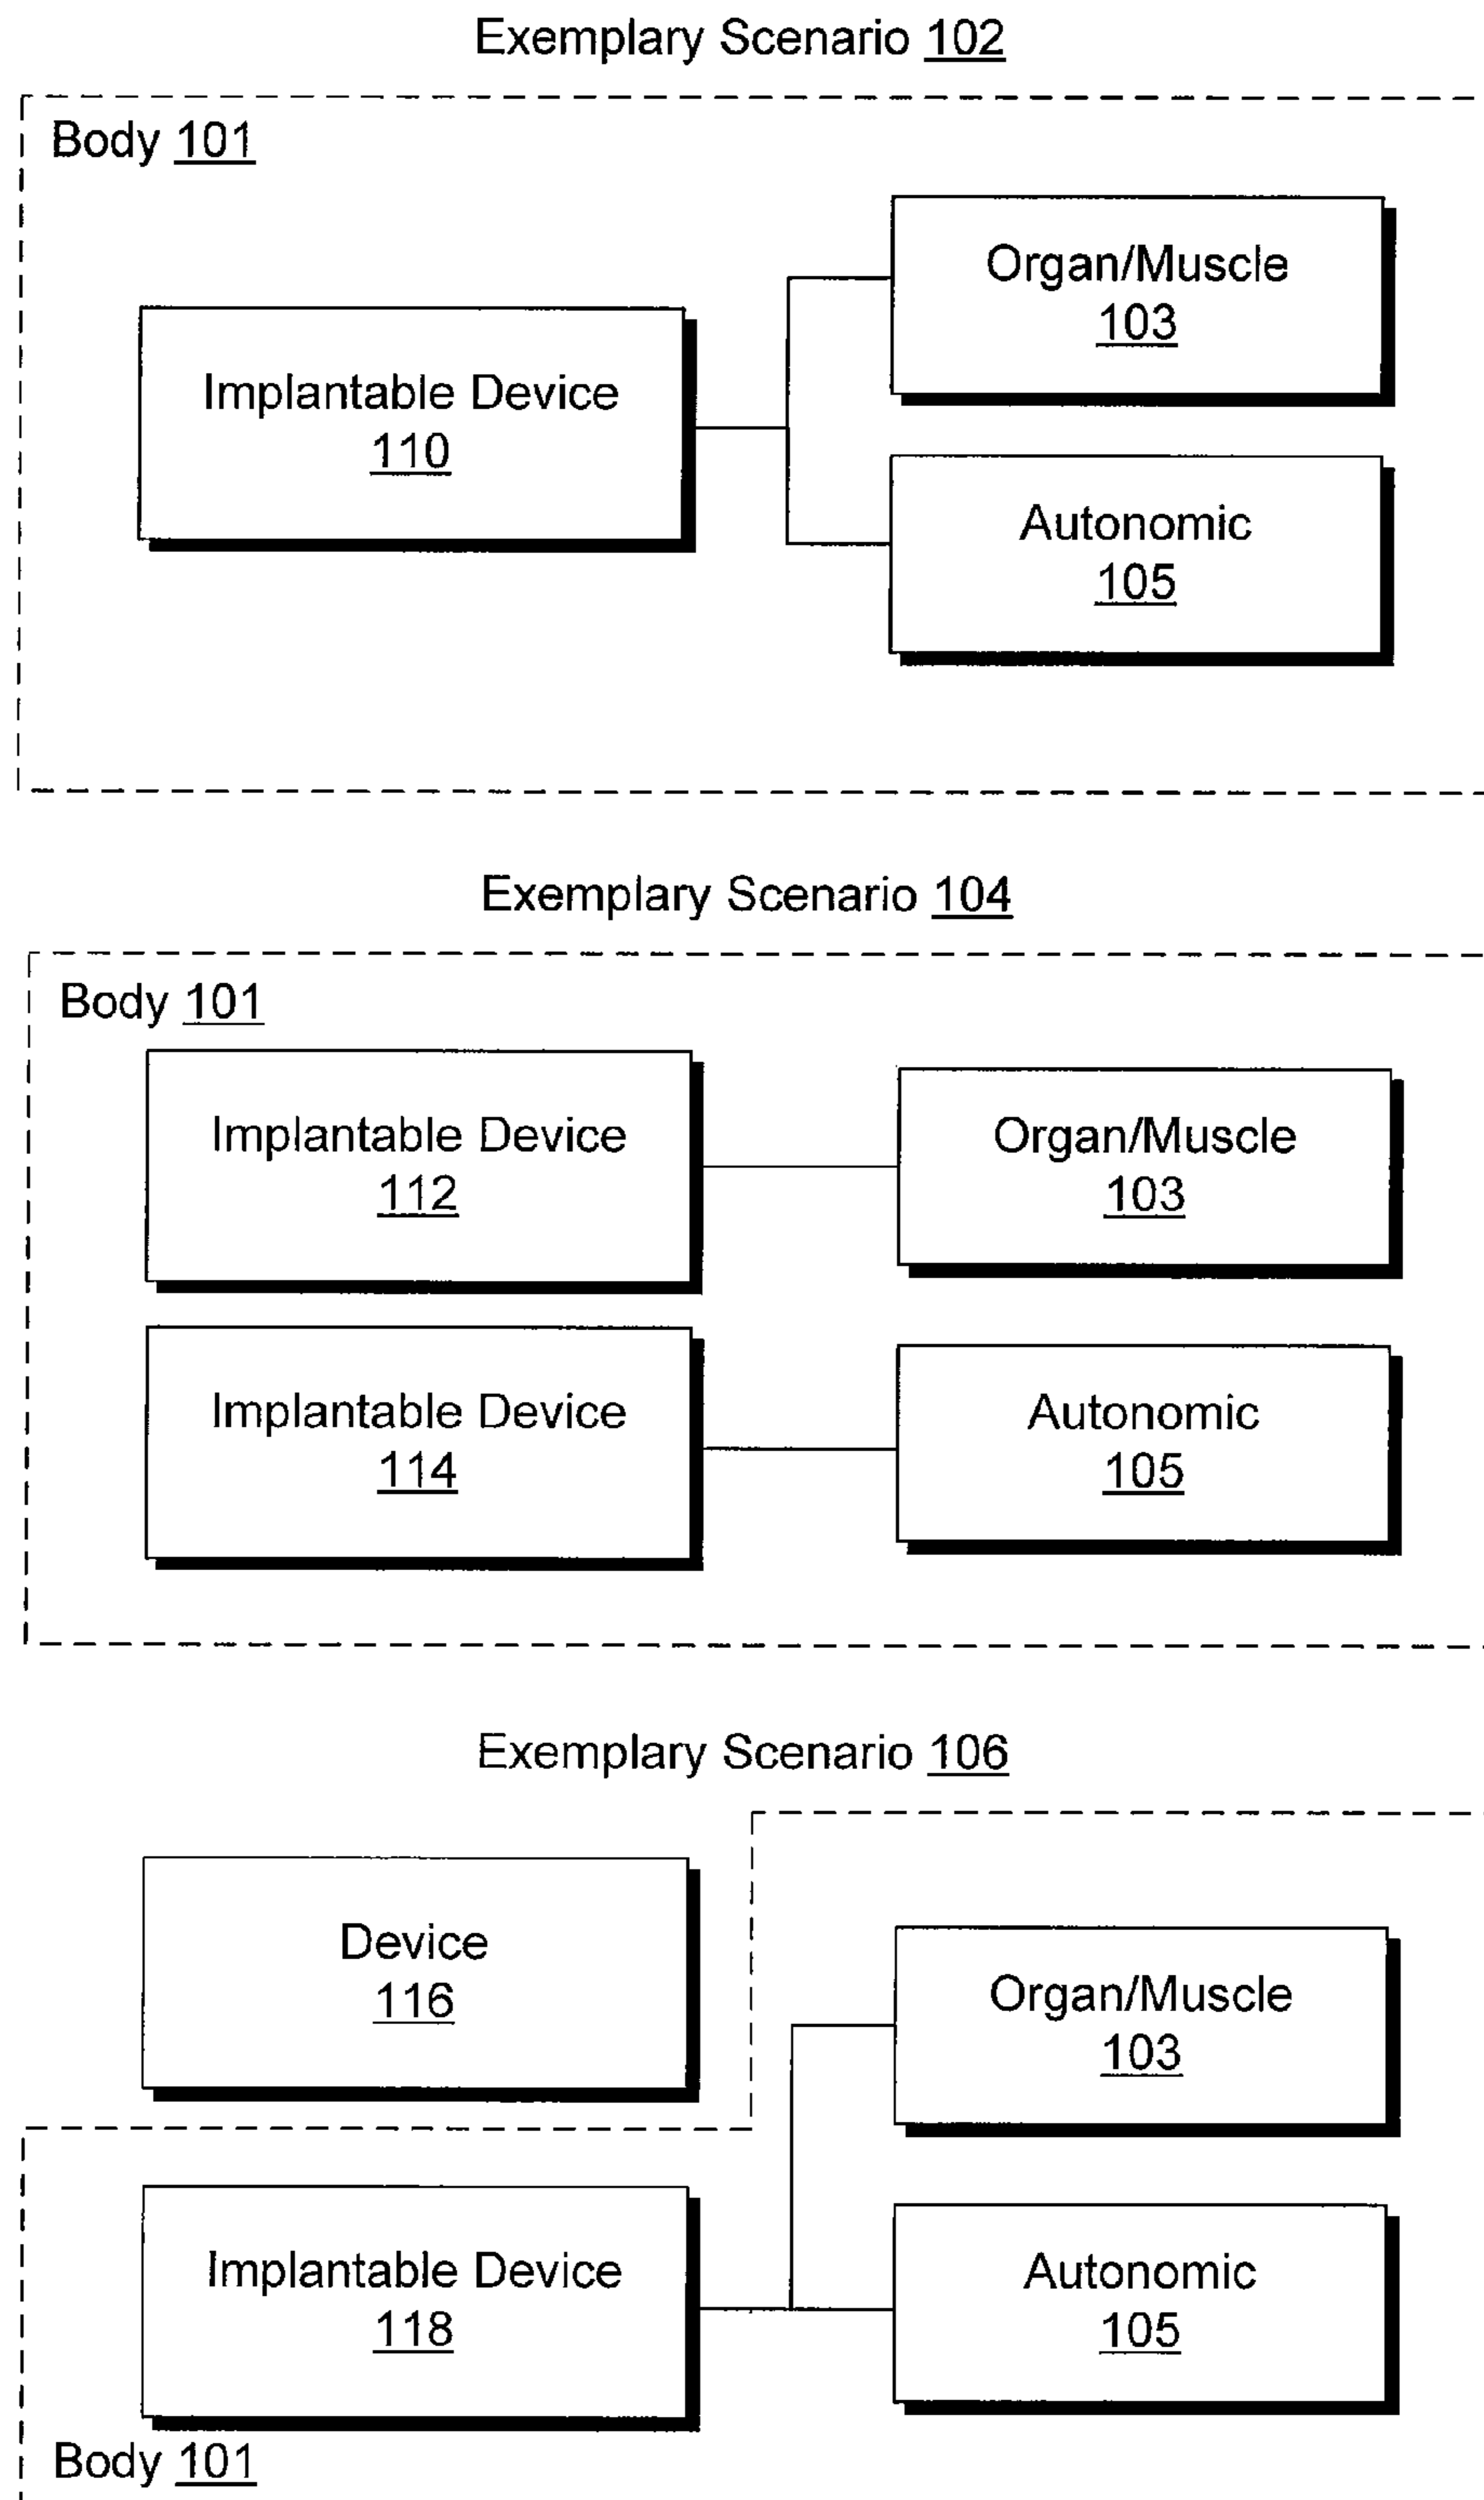 Exemplary Scenario 102
Body 101
Organ/Muscle
103
Implantable Device
110
Autonomic
105
Exemplary Scenario 104
Body 101
Implantable Device
112
Organ/Muscle
103
Implantable Device
114
Autonomic
105
Exemplary Scenario 106
Device
116
Organ/Muscle
103
Implantable Device
118
Autonomic
105
Body 101